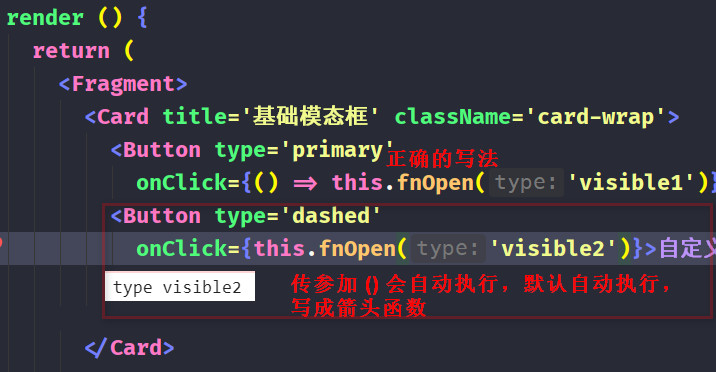 render () {
return (
<Fragment>
<Card title='基础模态框' className='card-wrap'>
<Button type='primary' 正确的写法
onClick={() => this.fnOpen( type: 'visible1')}
<Button type='dashed'
onClick={this.fnOpen( type: 'visible2')}>自定义
type visible2
传参加 () 会自动执行，默认自动执行，
写成箭头函数
</Card>